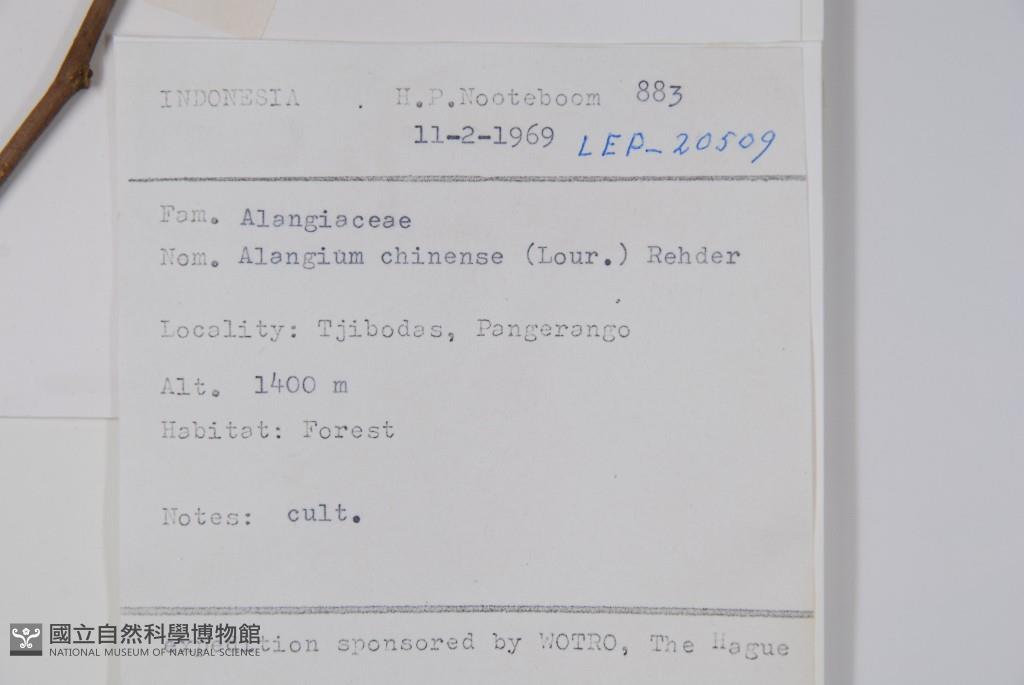 INDONESIA . H.P.Nooteboom 883
11-2-1969 LEP-20509
Fam. Alangiaceae
Nom. Alangium chinense (Lour.) Rehder
Locality: Tjibodas, Pangerango
Alt. 1400 m
Habitat: Forest
Notes: cult.
sponsored by WOTRO, The Hague
國立自然科學博物館
NATIONAL MUSEUM OF NATURAL SCIENCE